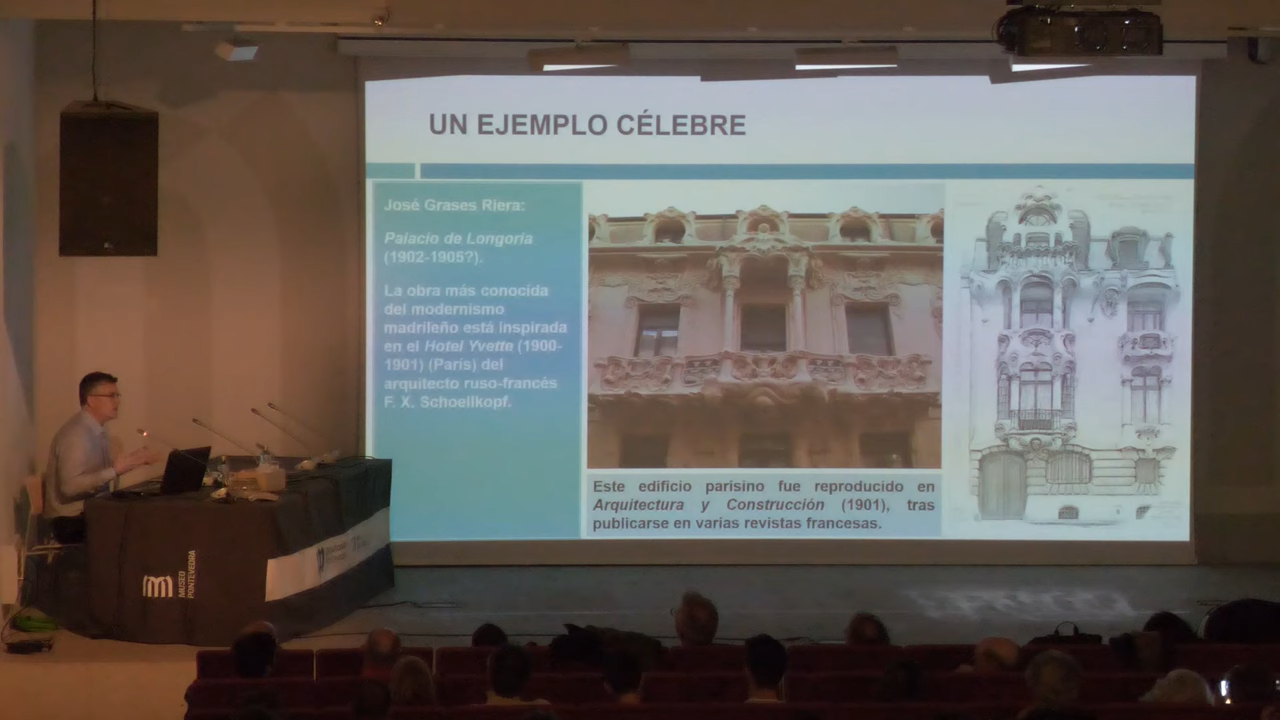 UN EJEMPLO CÉLEBRE
José Grases Riera:
Palacio de Longoria
(1902-1905?).
La obra más conocida
del modernismo
madrileño está inspirada
en el Hotel Yvette (1900-
1901) (París) del
arquitecto ruso-francés
F. X. Schoellkopf.
Este edificio parisino fue reproducido en
Arquitectura y Construcción (1901), tras
publicarse en varias revistas francesas.
MUSEO
PONTEVEDRA